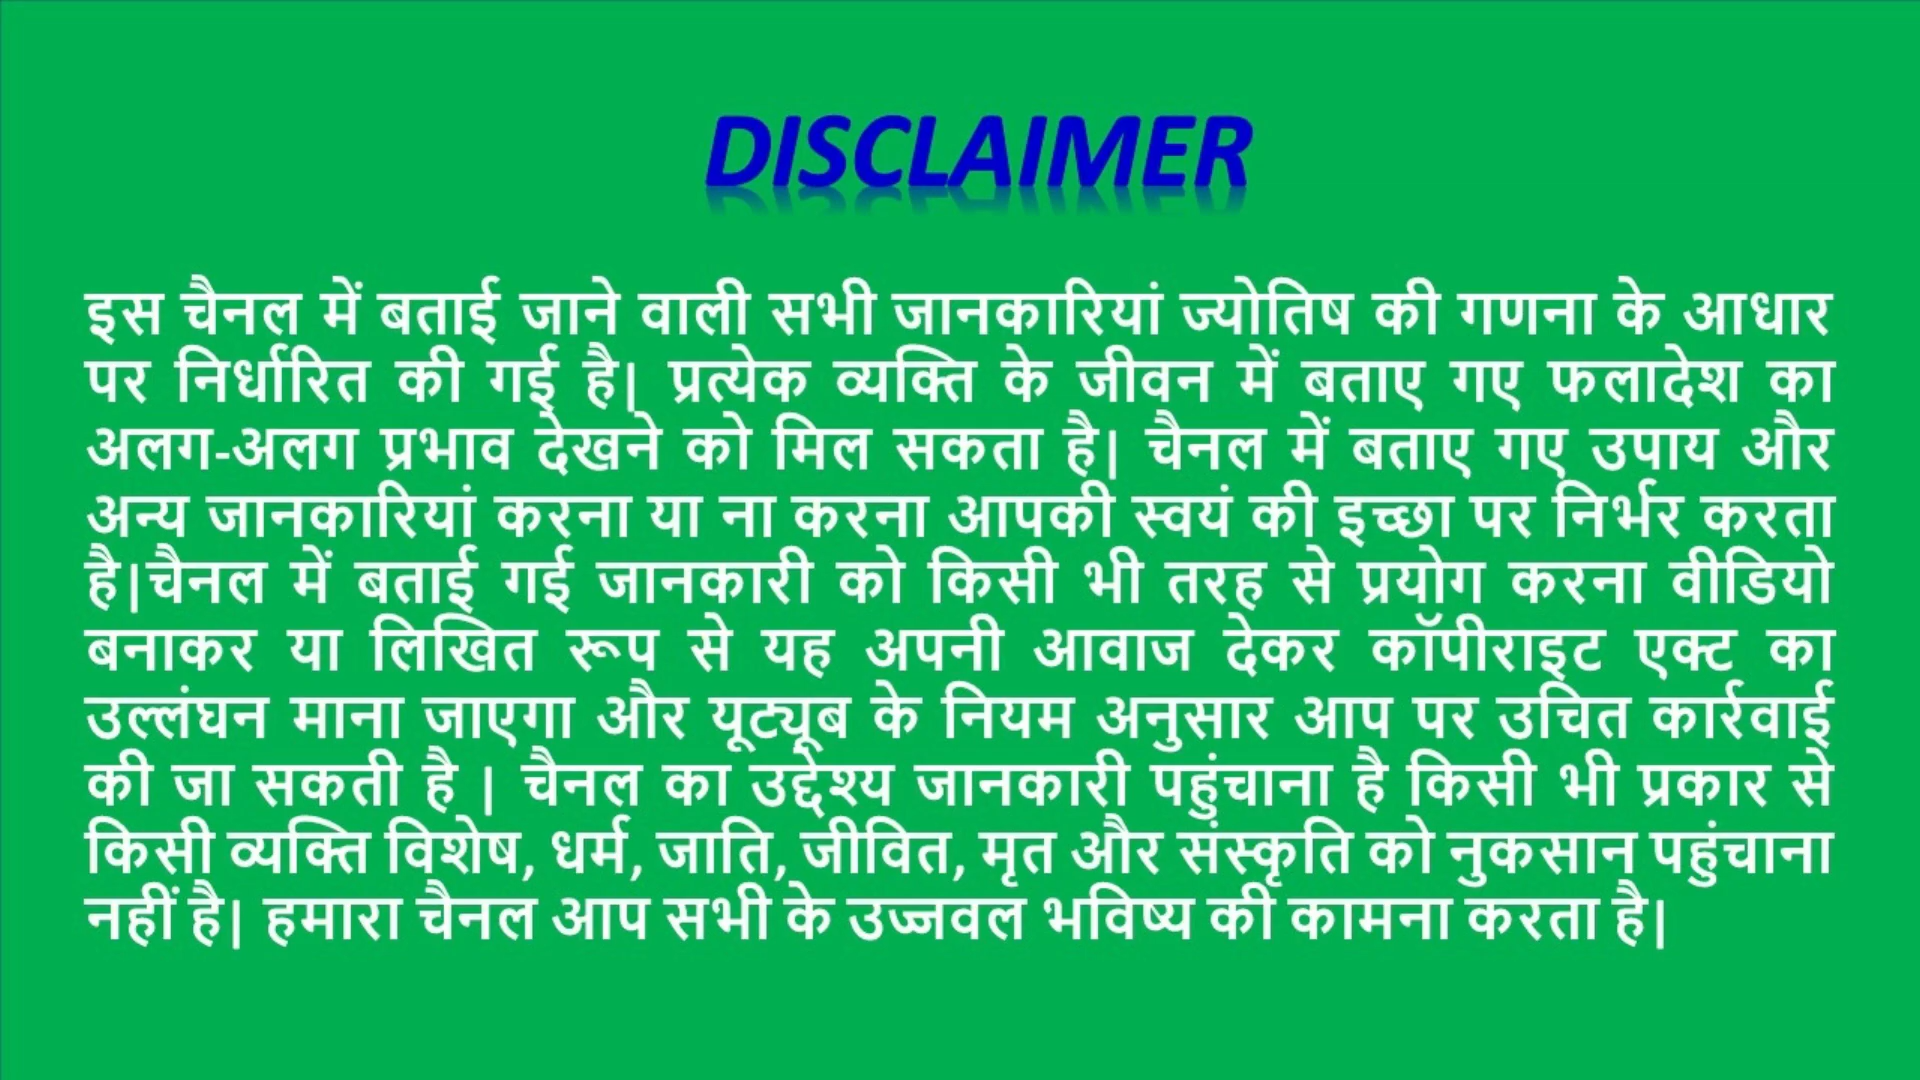 DISCLAIMER
इस चैनल में बताई जाने वाली सभी जानकारियां ज्योतिष की गणना के आधार
पर निर्धारित की गई है| प्रत्येक व्यक्ति के जीवन में बताए गए फलादेश का
अलग-अलग प्रभाव देखने को मिल सकता है| चैनल में बताए गए उपाय और
अन्य जानकारियां करना या ना करना आपकी स्वयं की इच्छा पर निर्भर करता
है|चैनल में बताई गई जानकारी को किसी भी तरह से प्रयोग करना वीडियो
बनाकर या लिखित रूप से यह अपनी आवाज देकर कॉपीराइट एक्ट का
उल्लंघन माना जाएगा और यूट्यूब के नियम अनुसार आप पर उचित कार्रवाई
की जा सकती है | चैनल का उद्देश्य जानकारी पहुंचाना है किसी भी प्रकार से
किसी व्यक्ति विशेष, धर्म, जाति, जीवित, मृत और संस्कृति को नुकसान पहुंचाना
नहीं है| हमारा चैनल आप सभी के उज्जवल भविष्य की कामना करता है|